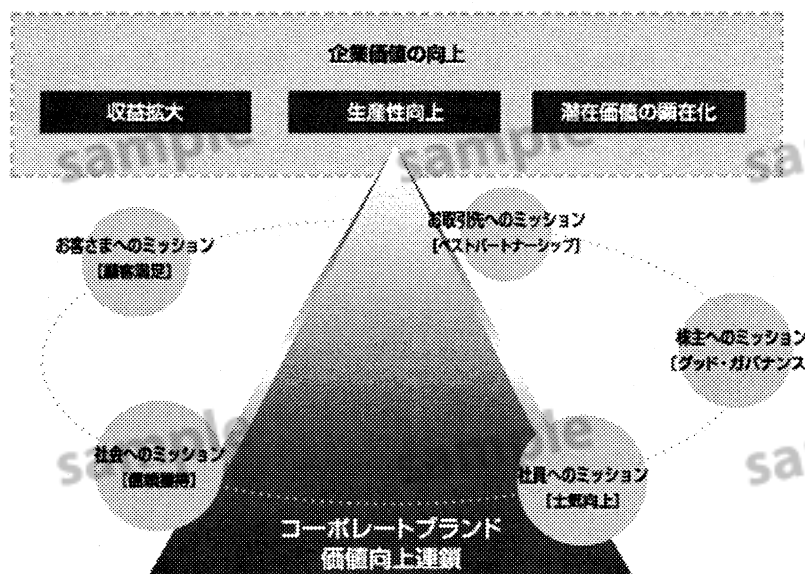 企業価値の向上
収益拡大
生産性向上
潜在価値の顕在化
sample
sample
sa
お取引先へのミッション
[ベストパートナーシップ]
お客さまへのミッション
[顧客満足]
株主へのミッション
[グッド・ガバナンス
社会へのミッション
社員へのミッション
[士気向上]
sample
sample
sa
コーポレートブランド
価値向上連鎖